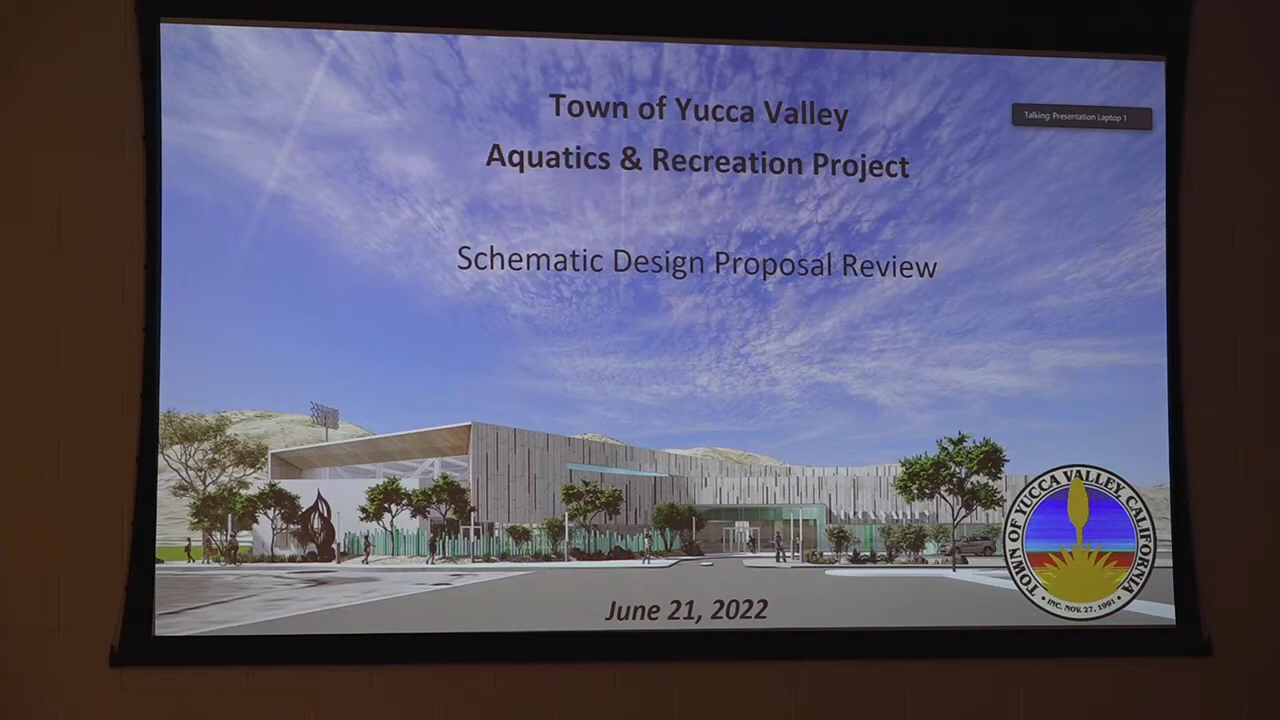 Town of Yucca Valley
Aquatics & Recreation Project
Talking: Presentation Laptop 1
Schematic Design Proposal Review
June 21, 2022
TOWN OF YUCCA VALLEY, CALIFORNIA
• INC. NOV. 27, 1991 •